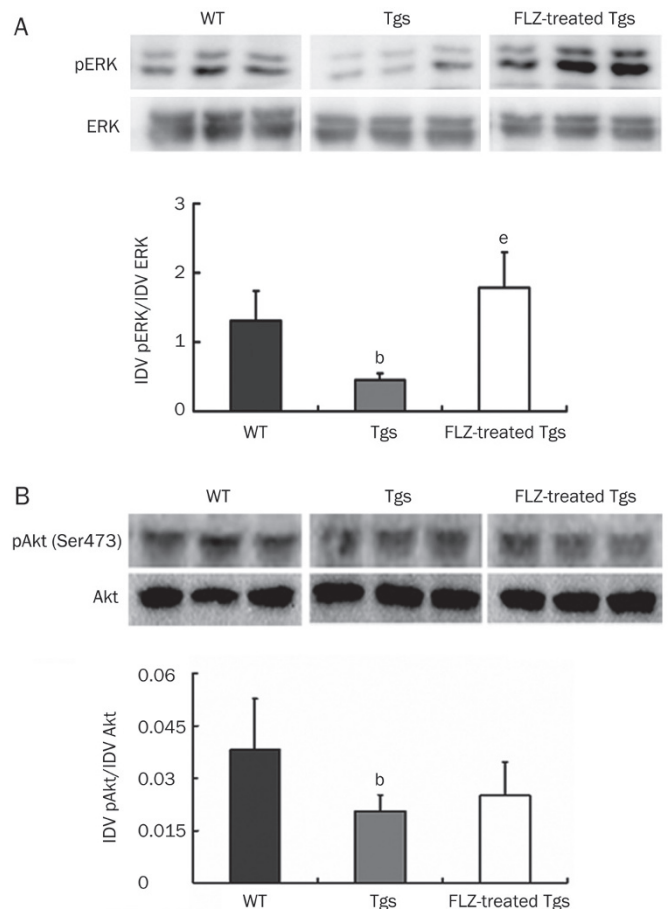 A
WT Tgs FLZ-treated Tgs
pERK
ERK
IDV pERK/IDV ERK
3
2
1
0
b
e
WT Tgs FLZ-treated Tgs
B
WT Tgs FLZ-treated Tgs
pAkt (Ser473)
Akt
IDV pAkt/IDV Akt
0.06
0.045
0.03
0.015
0
b
WT Tgs FLZ-treated Tgs